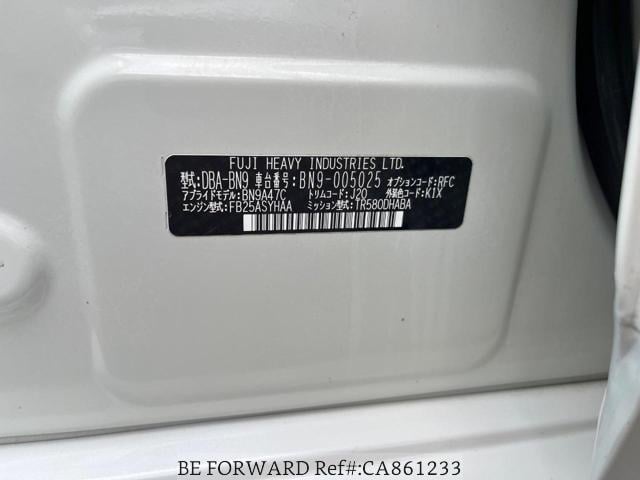 FUJI HEAVY INDUSTRIES LTD.
型式:DBA-BN9 車台番号:BN9-005025 オプションコード:RFC
アプライドモデル:BN9A47C トリムコード:J20 外装色コード:K1X
エンジン型式:FB25ASYHAA ミッション型式:TR580DHABA
BE FORWARD Ref#:CA861233